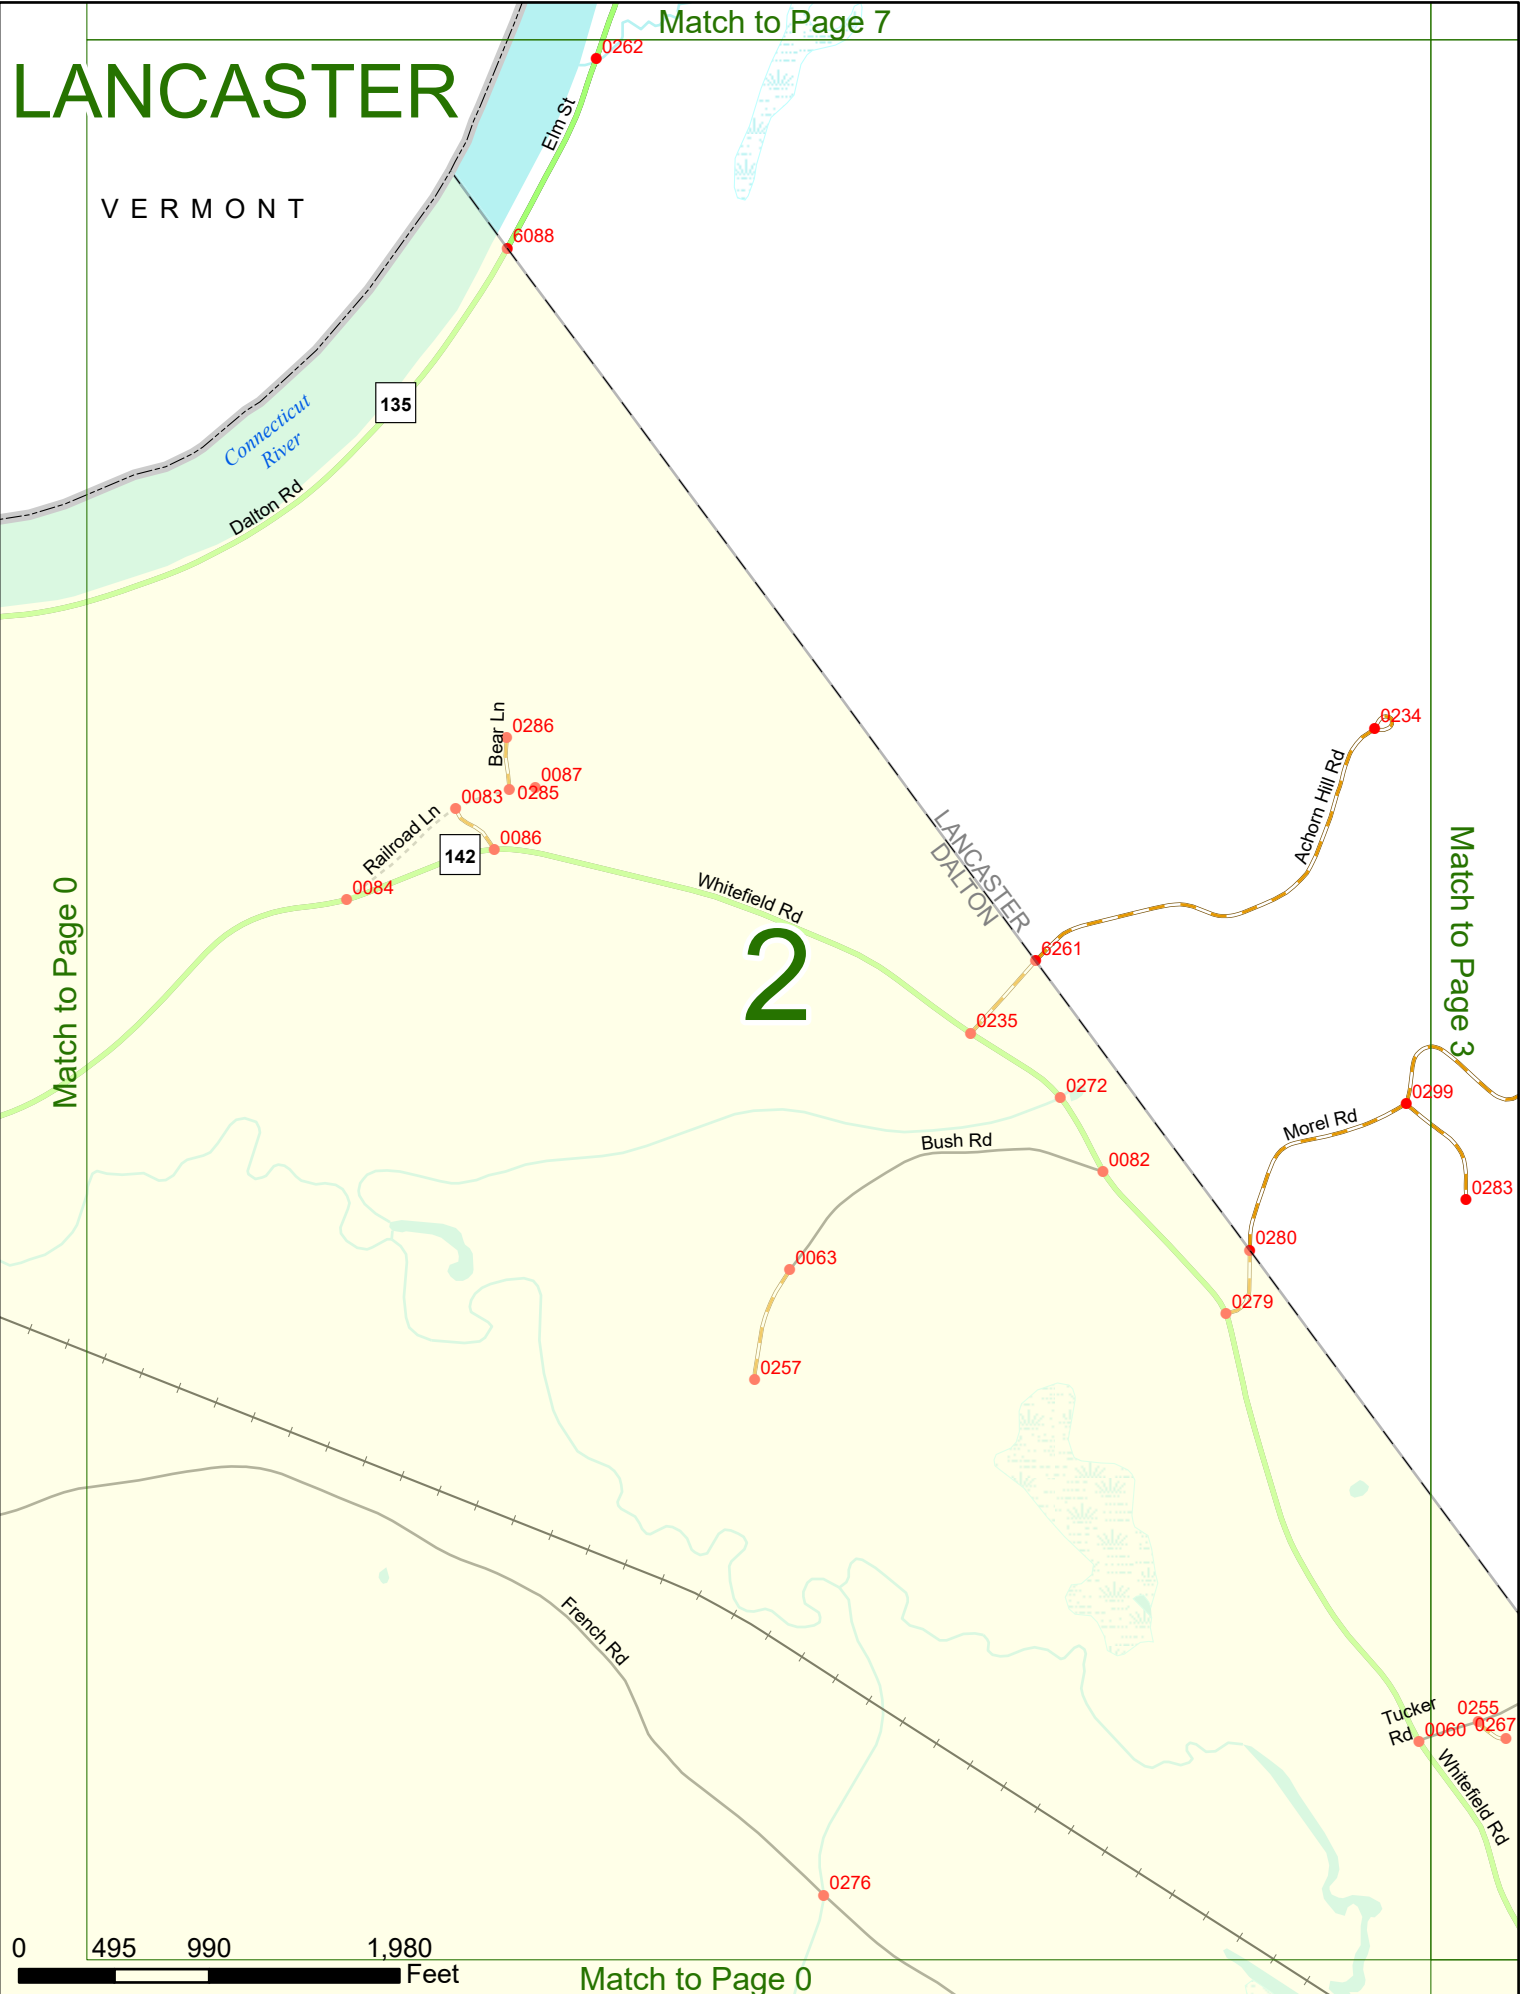 Match to Page 7
0262
LANCASTER
Elm St
VERMONT
6088
135
Connecticut
River
Dalton Rd
Bear Ln
0286
0234
0087
0285
0083
Achorn Hill Rd
Railroad Ln
0086
142
LANCASTER
DALTON
Match to Page 3
0084
Whitefield Rd
Match to Page 0
2
6261
0235
0272
0299
Morel Rd
Bush Rd
0082
0283
0280
0063
0279
0257
French Rd
Tucker
Rd
0255
0060
0267
Whitefield Rd
0276
0 495 990 1,980
Feet
Match to Page 0